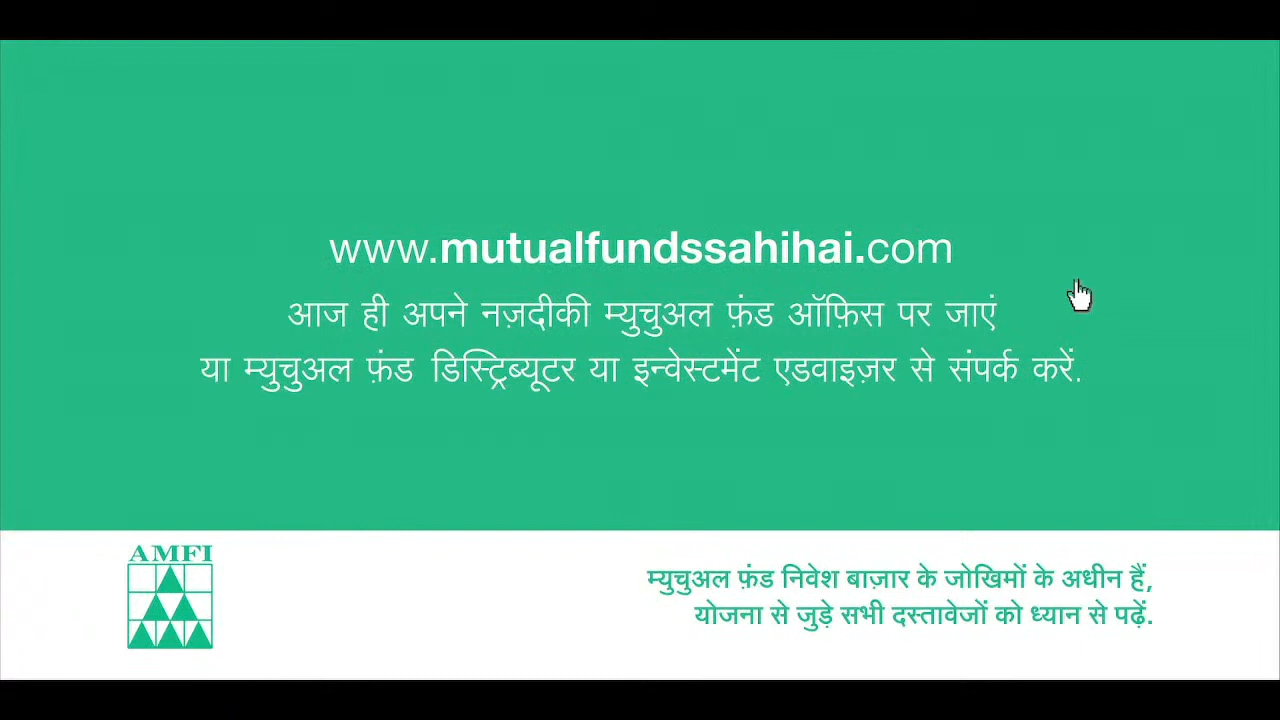 www.mutualfundssahihai.com
आज ही अपने नज़दीकी म्युचुअल फ़ंड ऑफ़िस पर जाएं
या म्युचुअल फ़ंड डिस्ट्रिब्यूटर या इन्वेस्टमेंट एडवाइज़र से संपर्क करें.
AMFI
म्युचुअल फ़ंड निवेश बाज़ार के जोखिमों के अधीन हैं,
योजना से जुड़े सभी दस्तावेजों को ध्यान से पढ़ें.